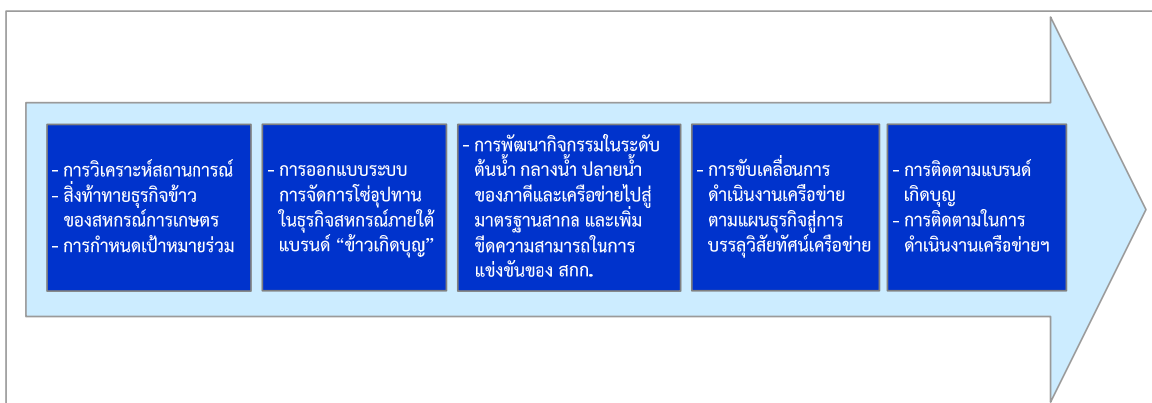 - การวิเคราะห์สถานการณ์
- สิ่งท้าทายธุรกิจข้าว
ของสหกรณ์การเกษตร
- การกำหนดเป้าหมายร่วม
- การออกแบบระบบ
การจัดการโซ่อุปทาน
ในธุรกิจสหกรณ์ภายใต้
แบรนด์ “ข้าวเกิดบุญ”
- การพัฒนากิจกรรมในระดับ
ต้นน้ำ กลางน้ำ ปลายน้ำ
ของภาคีและเครือข่ายไปสู่
มาตรฐานสากล และเพิ่ม
ขีดความสามารถในการ
แข่งขันของ สกก.
- การขับเคลื่อนการ
ดำเนินงานเครือข่าย
ตามแผนธุรกิจสู่การ
บรรลุวิสัยทัศน์เครือข่าย
- การติดตามแบรนด์
เกิดบุญ
- การติดตามในการ
ดำเนินงานเครือข่ายฯ